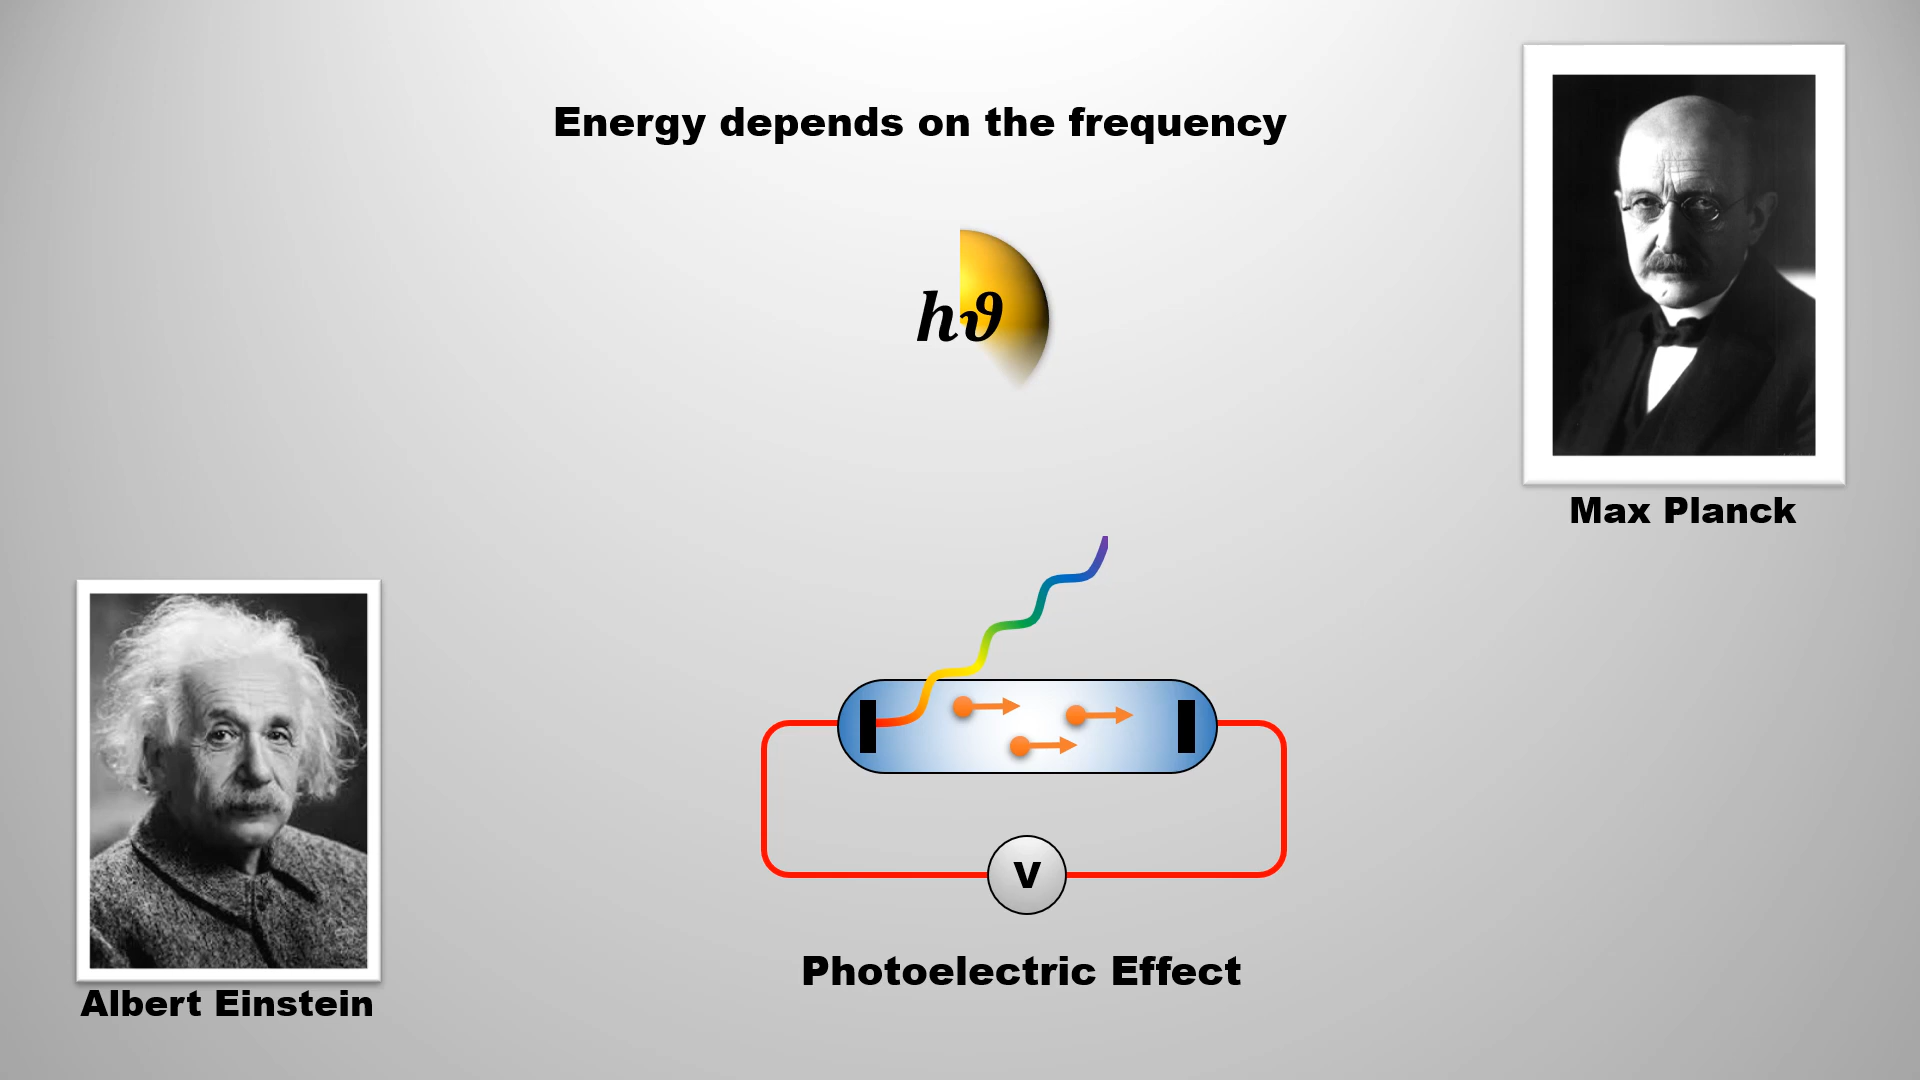 Energy depends on the frequency
hϑ
Max Planck
Albert Einstein
V
Photoelectric Effect